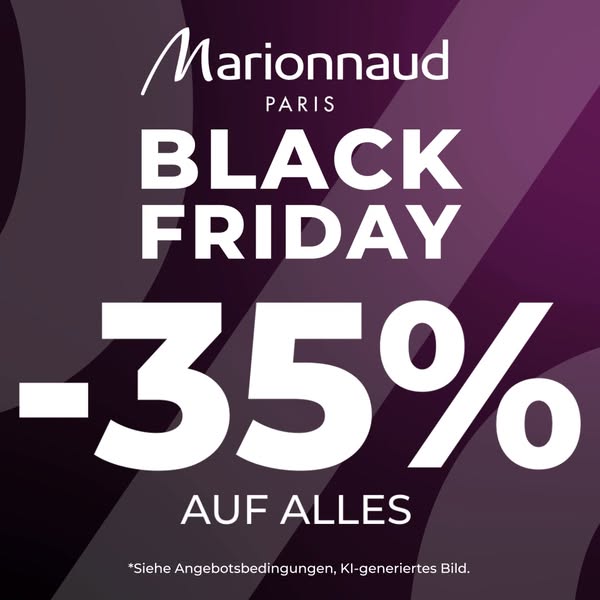 Marionnaud
PARIS
BLACK
FRIDAY
-35%
AUF ALLES
*Siehe Angebotsbedingungen, KI-generiertes Bild.